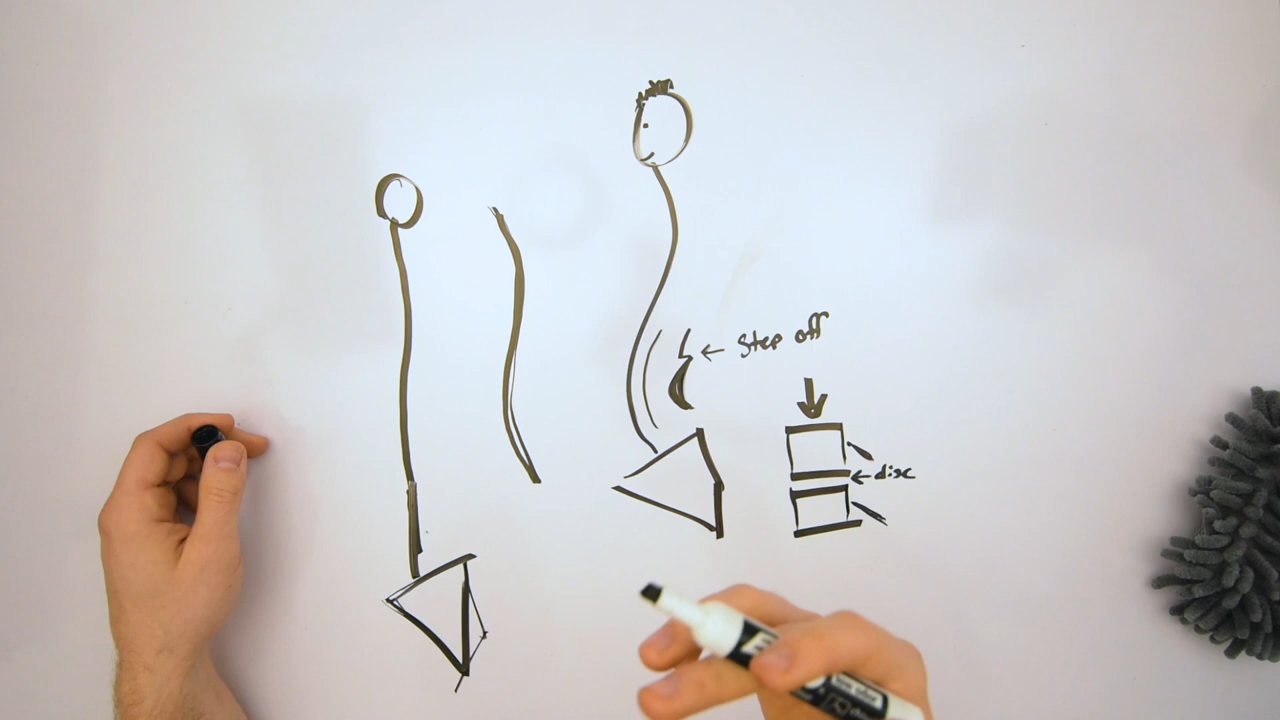 ← Step off
← disc